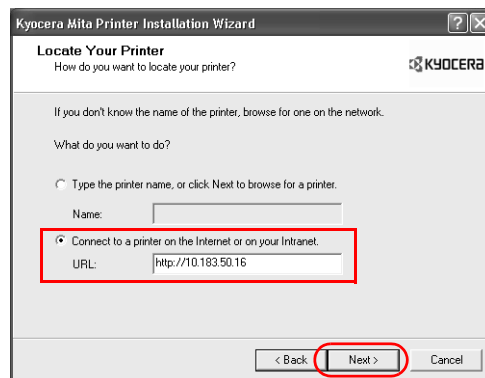 Kyocera Mita Printer Installation Wizard
Locate Your Printer
How do you want to locate your printer?
KYOCERA
If you don't know the name of the printer, browse for one on the network.
What do you want to do?
Type the printer name, or click Next to browse for a printer.
Name:
Connect to a printer on the Internet or on your Intranet.
URL: http://10.183.50.16
< Back Next > Cancel